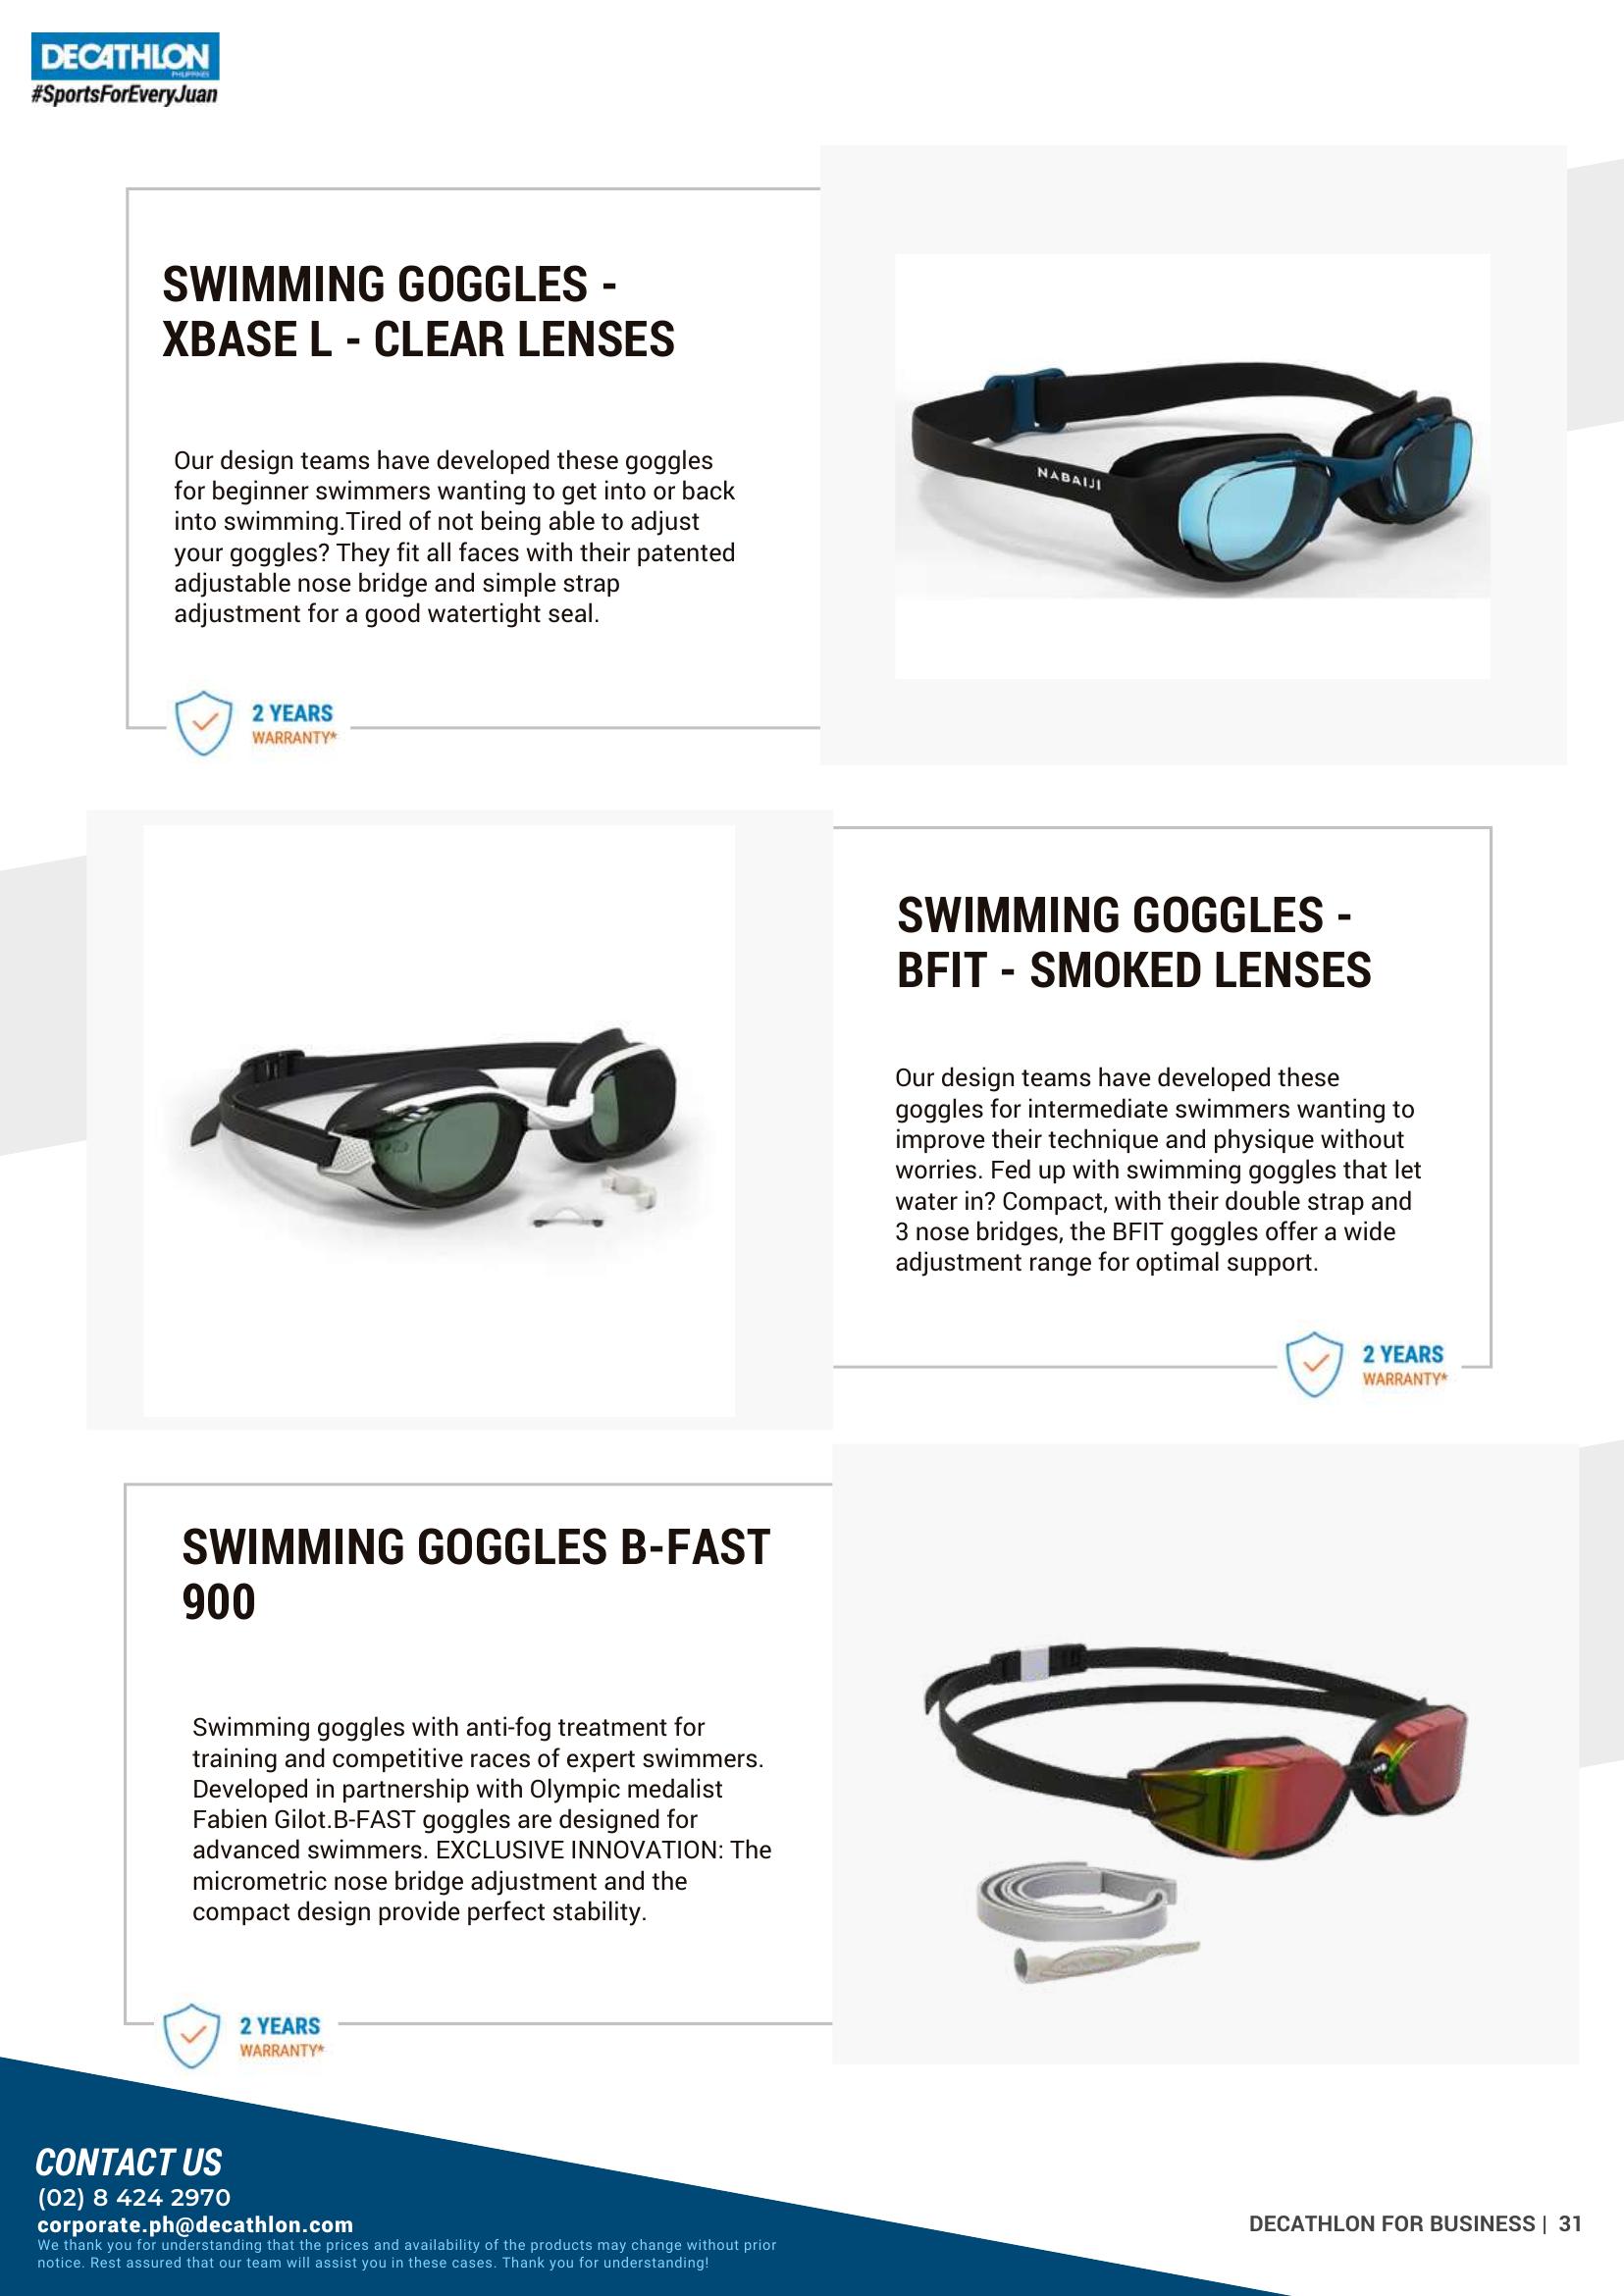 DECATHLON
PHILIPPINES
#SportsForEveryJuan
SWIMMING GOGGLES -
XBASE L - CLEAR LENSES
Our design teams have developed these goggles
for beginner swimmers wanting to get into or back
into swimming.Tired of not being able to adjust
your goggles? They fit all faces with their patented
adjustable nose bridge and simple strap
adjustment for a good watertight seal.
2 YEARS
WARRANTY*
NABAIJI
SWIMMING GOGGLES -
BFIT - SMOKED LENSES
Our design teams have developed these
goggles for intermediate swimmers wanting to
improve their technique and physique without
worries. Fed up with swimming goggles that let
water in? Compact, with their double strap and
3 nose bridges, the BFIT goggles offer a wide
adjustment range for optimal support.
2 YEARS
WARRANTY*
SWIMMING GOGGLES B-FAST
900
Swimming goggles with anti-fog treatment for
training and competitive races of expert swimmers.
Developed in partnership with Olympic medalist
Fabien Gilot.B-FAST goggles are designed for
advanced swimmers. EXCLUSIVE INNOVATION: The
micrometric nose bridge adjustment and the
compact design provide perfect stability.
2 YEARS
WARRANTY*
CONTACT US
(02) 8 424 2970
corporate.ph@decathlon.com
We thank you for understanding that the prices and availability of the products may change without prior
notice. Rest assured that our team will assist you in these cases. Thank you for understanding!
DECATHLON FOR BUSINESS | 31